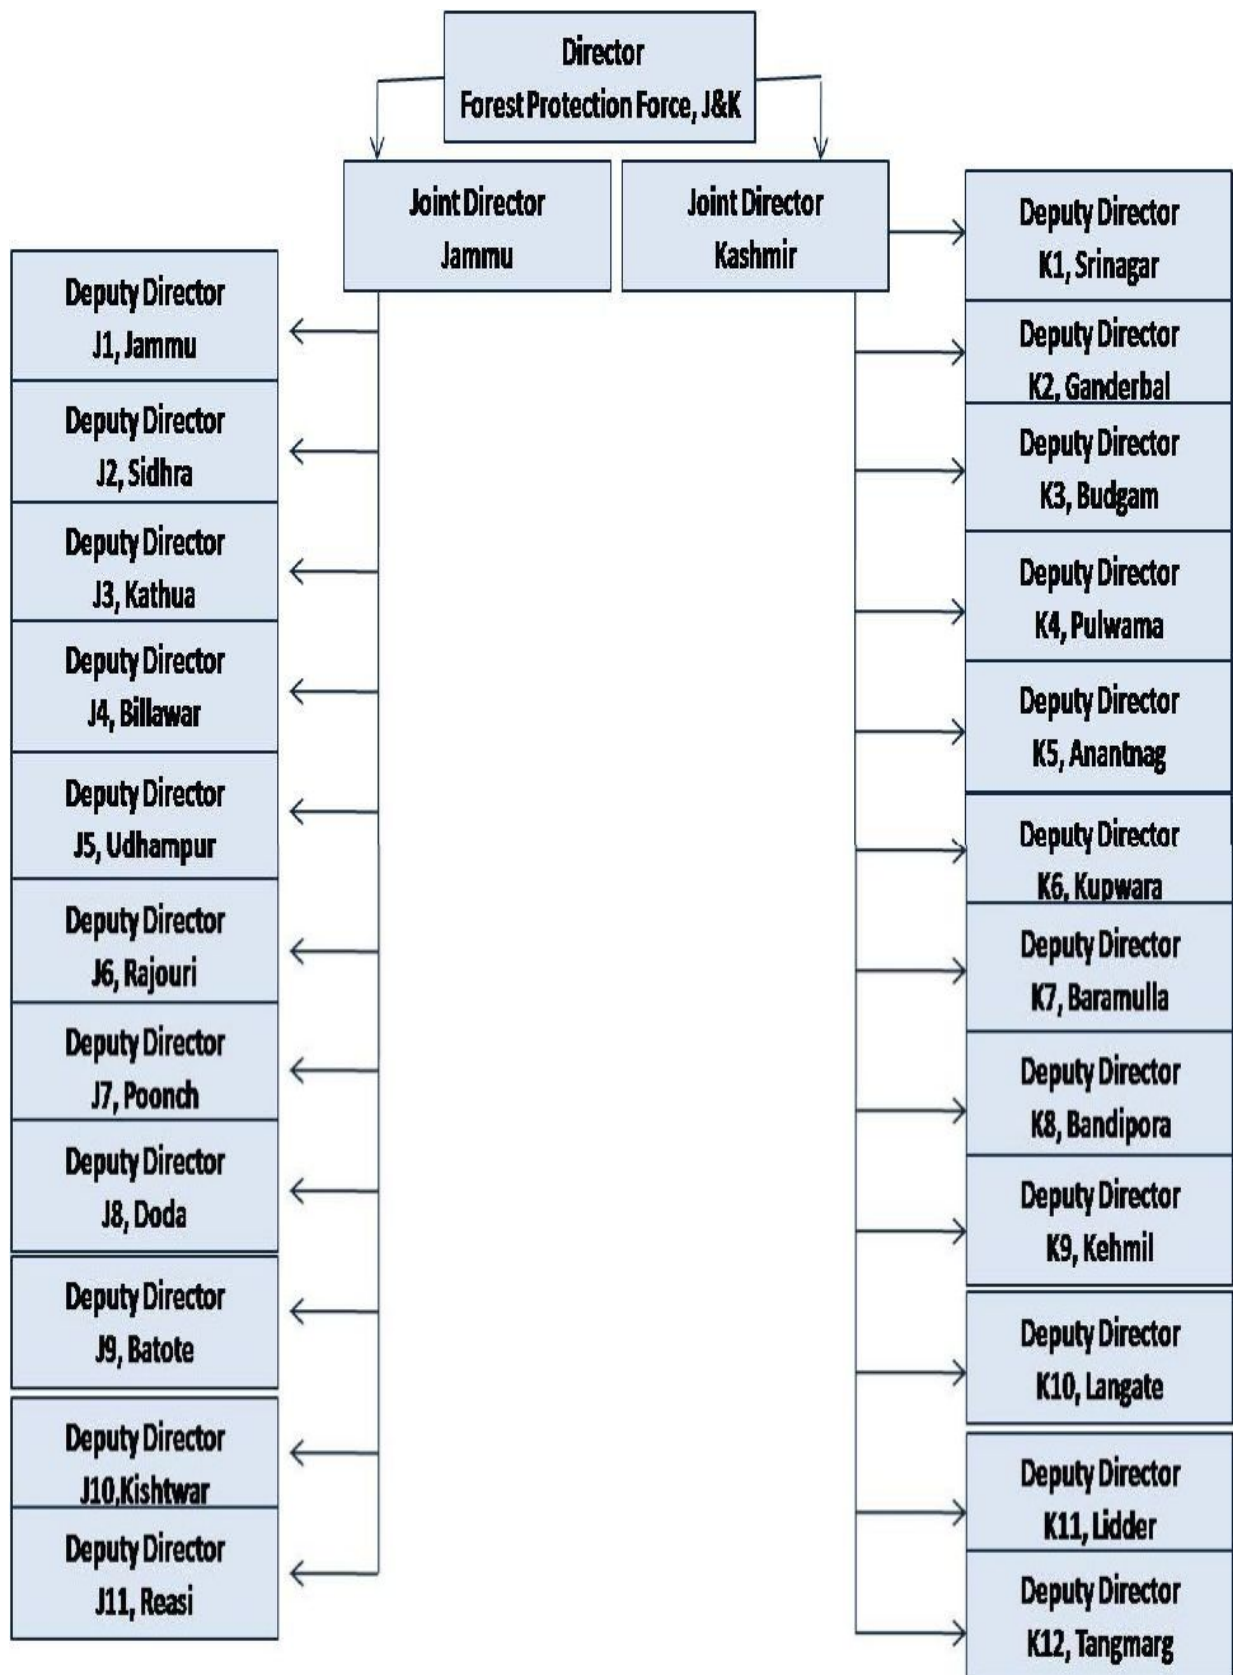 Director
Forest Protection Force, J&K
Joint Director
Jammu
Joint Director
Kashmir
Deputy Director
J1, Jammu
Deputy Director
J2, Sidhra
Deputy Director
J3, Kathua
Deputy Director
J4, Billawar
Deputy Director
J5, Udhampur
Deputy Director
J6, Rajouri
Deputy Director
J7, Poonch
Deputy Director
J8, Doda
Deputy Director
J9, Batote
Deputy Director
J10,Kishtwar
Deputy Director
J11, Reasi
Deputy Director
K1, Srinagar
Deputy Director
K2, Ganderbal
Deputy Director
K3, Budgam
Deputy Director
K4, Pulwama
Deputy Director
K5, Anantnag
Deputy Director
K6, Kupwara
Deputy Director
K7, Baramulla
Deputy Director
K8, Bandipora
Deputy Director
K9, Kehmil
Deputy Director
K10, Langate
Deputy Director
K11, Lidder
Deputy Director
K12, Tangmarg